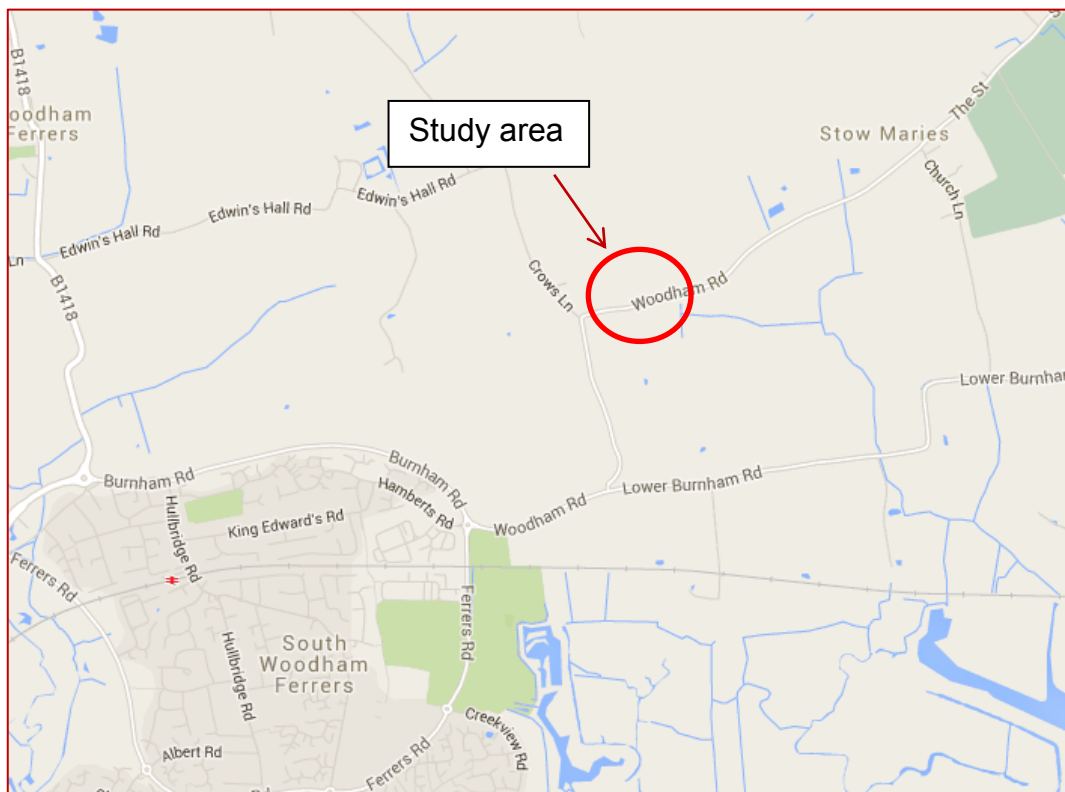 B1418
oodham
Ferrers
Study area
The St
Stow Maries
Church Ln
Edwin's Hall Rd
Edwin's Hall Rd
Edwin's Hall Rd
Ln
B1418
Crows Ln
Woodham Rd
Lower Burnham
Burnham Rd
Burnham Rd
Lower Burnham Rd
Hamberts Rd
Woodham Rd
Hullbridge Rd
King Edward's Rd
Ferrers Rd
Ferrers Rd
South
Woodham
Ferrers
Hullbridge Rd
Creekview Rd
Albert Rd
Ferrers Rd